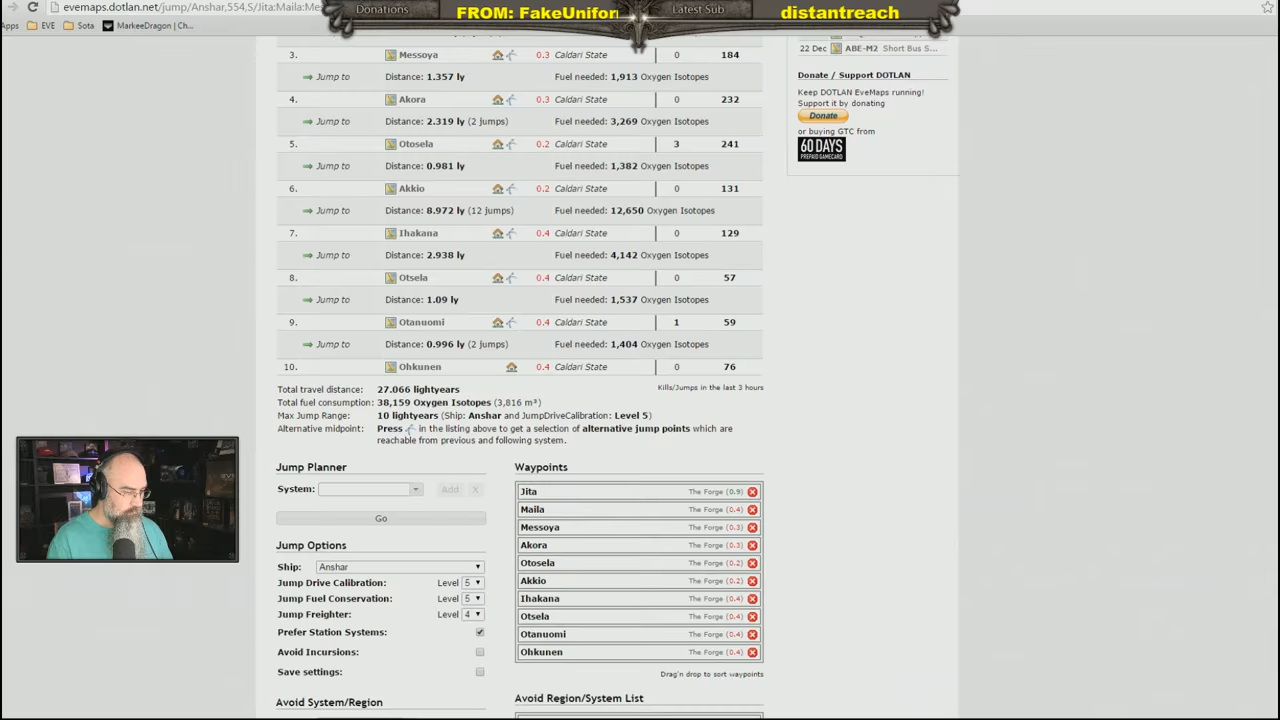 evemaps.dotlan.net/jump/Anshar,554,S/Jita:Maila:Me
Apps EVE Sota MarkeeDragon | Ch...
Donations
FROM: FakeUnifor
Latest Sub
distantreach
3. Messoya 0.3 Caldari State 0 184
Jump to Distance: 1.357 ly Fuel needed: 1,913 Oxygen Isotopes
4. Akora 0.3 Caldari State 0 232
Jump to Distance: 2.319 ly (2 jumps) Fuel needed: 3,269 Oxygen Isotopes
5. Otosela 0.2 Caldari State 3 241
Jump to Distance: 0.981 ly Fuel needed: 1,382 Oxygen Isotopes
6. Akkio 0.2 Caldari State 0 131
Jump to Distance: 8.972 ly (12 jumps) Fuel needed: 12,650 Oxygen Isotopes
7. Ihakana 0.4 Caldari State 0 129
Jump to Distance: 2.938 ly Fuel needed: 4,142 Oxygen Isotopes
8. Otsela 0.4 Caldari State 0 57
Jump to Distance: 1.09 ly Fuel needed: 1,537 Oxygen Isotopes
9. Otanuomi 0.4 Caldari State 1 59
Jump to Distance: 0.996 ly (2 jumps) Fuel needed: 1,404 Oxygen Isotopes
10. Ohkunen 0.4 Caldari State 0 76
Total travel distance: 27.066 lightyears
Kills/Jumps in the last 3 hours
Total fuel consumption: 38,159 Oxygen Isotopes (3,816 m³)
Max Jump Range: 10 lightyears (Ship: Anshar and JumpDriveCalibration: Level 5)
Alternative midpoint: Press in the listing above to get a selection of alternative jump points which are
reachable from previous and following system.
22 Dec ABE-M2 Short Bus S...
Donate / Support DOTLAN
Keep DOTLAN EveMaps running!
Support it by donating
Donate
or buying GTC from
60 DAYS
PREPAID GAMECARD
Jump Planner
System: Add X
Go
Jump Options
Ship: Anshar
Jump Drive Calibration: Level 5
Jump Fuel Conservation: Level 5
Jump Freighter: Level 4
Prefer Station Systems:
Avoid Incursions:
Save settings:
Avoid System/Region
Waypoints
Jita The Forge (0.9)
Maila The Forge (0.4)
Messoya The Forge (0.3)
Akora The Forge (0.3)
Otosela The Forge (0.2)
Akkio The Forge (0.2)
Ihakana The Forge (0.4)
Otsela The Forge (0.4)
Otanuomi The Forge (0.4)
Ohkunen The Forge (0.4)
Drag'n drop to sort waypoints
Avoid Region/System List